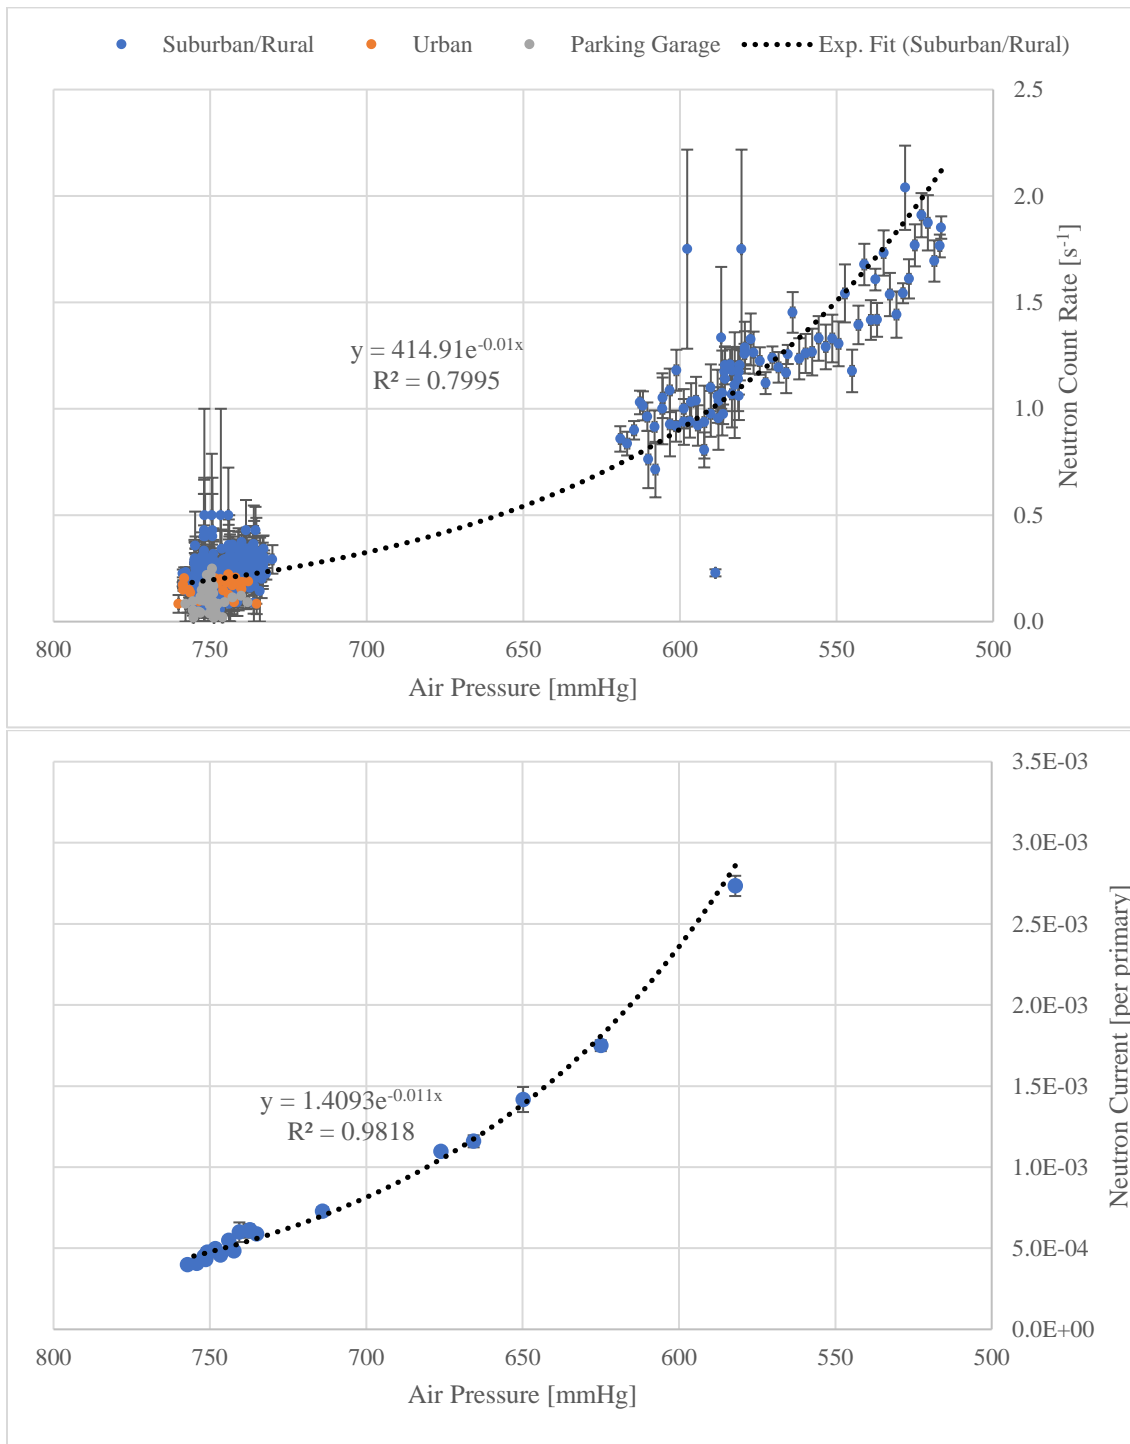 Suburban/Rural Urban Parking Garage Exp. Fit (Suburban/Rural)
2.5
2.0
1.5
1.0
0.5
0.0
Neutron Count Rate [s⁻¹]
y = 414.91e^-0.01x
R² = 0.7995
800 750 700 650 600 550 500
Air Pressure [mmHg]
3.5E-03
3.0E-03
2.5E-03
2.0E-03
1.5E-03
1.0E-03
5.0E-04
0.0E+00
Neutron Current [per primary]
y = 1.4093e^-0.011x
R² = 0.9818
800 750 700 650 600 550 500
Air Pressure [mmHg]